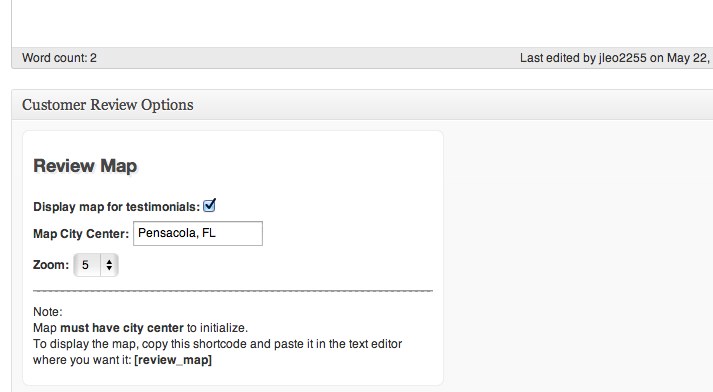 Word count: 2
Last edited by jleo2255 on May 22,
Customer Review Options
Review Map
Display map for testimonials:
Map City Center: Pensacola, FL
Zoom: 5
Note:
Map must have city center to initialize.
To display the map, copy this shortcode and paste it in the text editor
where you want it: [review_map]